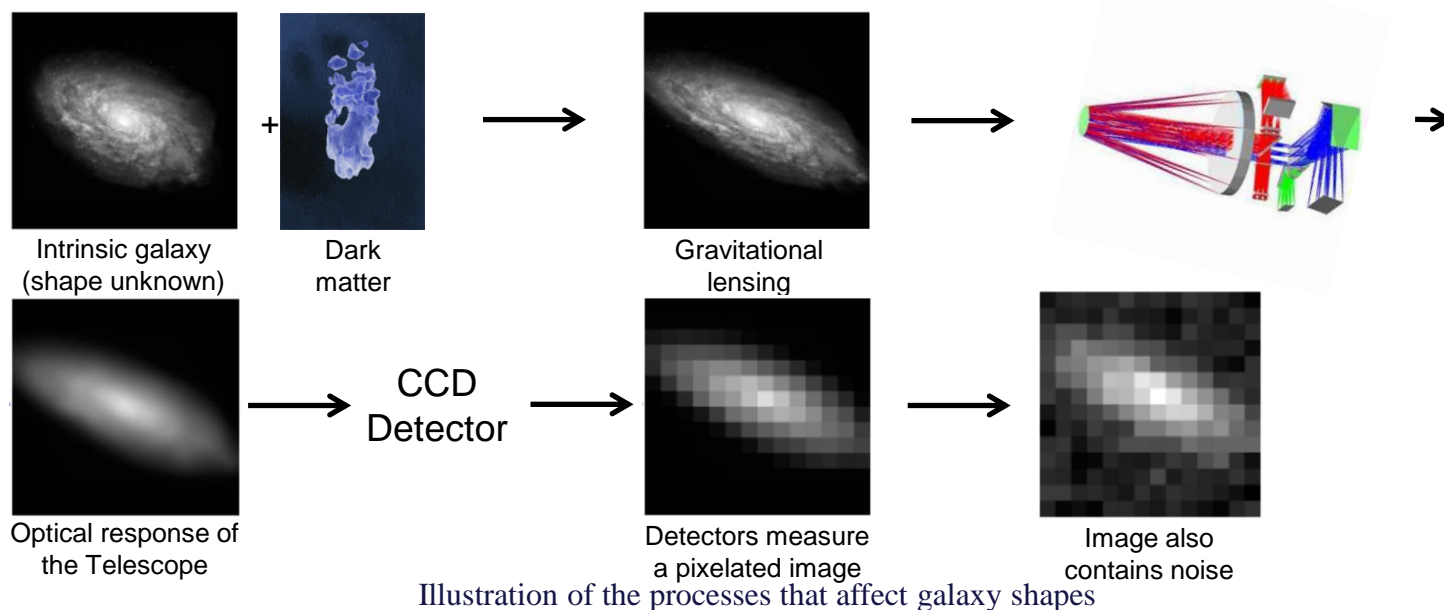 +
Intrinsic galaxy
(shape unknown)
Dark
matter
Gravitational
lensing
CCD
Detector
Optical response of
the Telescope
Detectors measure
a pixelated image
Image also
contains noise
Illustration of the processes that affect galaxy shapes